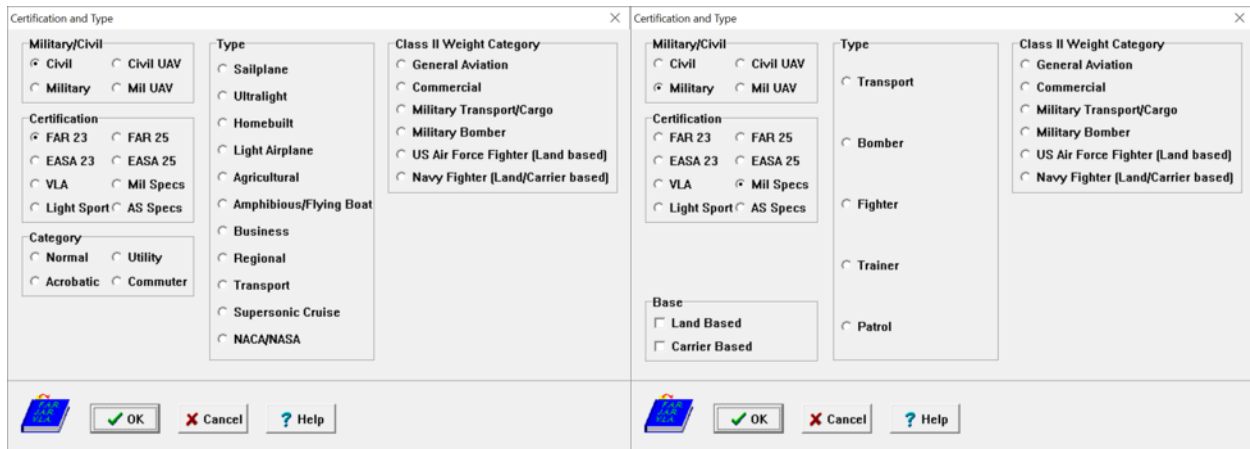 Certification and Type
Military/Civil
Civil Civil UAV
Military Mil UAV
Certification
FAR 23 FAR 25
EASA 23 EASA 25
VLA Mil Specs
Light Sport AS Specs
Category
Normal Utility
Acrobatic Commuter
Type
Sailplane
Ultralight
Homebuilt
Light Airplane
Agricultural
Amphibious/Flying Boat
Business
Regional
Transport
Supersonic Cruise
NACA/NASA
Class II Weight Category
General Aviation
Commercial
Military Transport/Cargo
Military Bomber
US Air Force Fighter (Land based)
Navy Fighter (Land/Carrier based)
F.A.R.
J.A.R.
V.L.A.
OK
Cancel
Help
Certification and Type
Military/Civil
Civil Civil UAV
Military Mil UAV
Certification
FAR 23 FAR 25
EASA 23 EASA 25
VLA Mil Specs
Light Sport AS Specs
Base
Land Based
Carrier Based
Type
Transport
Bomber
Fighter
Trainer
Patrol
Class II Weight Category
General Aviation
Commercial
Military Transport/Cargo
Military Bomber
US Air Force Fighter (Land based)
Navy Fighter (Land/Carrier based)
F.A.R.
J.A.R.
V.L.A.
OK
Cancel
Help